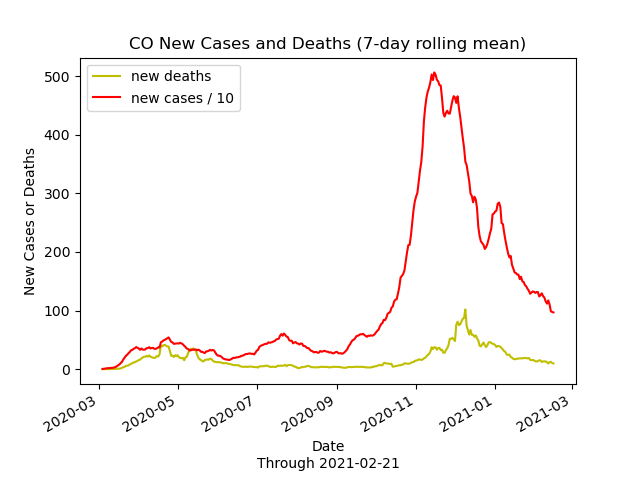 CO New Cases and Deaths (7-day rolling mean)
new deaths
new cases / 10
New Cases or Deaths
500
400
300
200
100
0
2020-03
2020-05
2020-07
2020-09
2020-11
2021-01
2021-03
Date
Through 2021-02-21